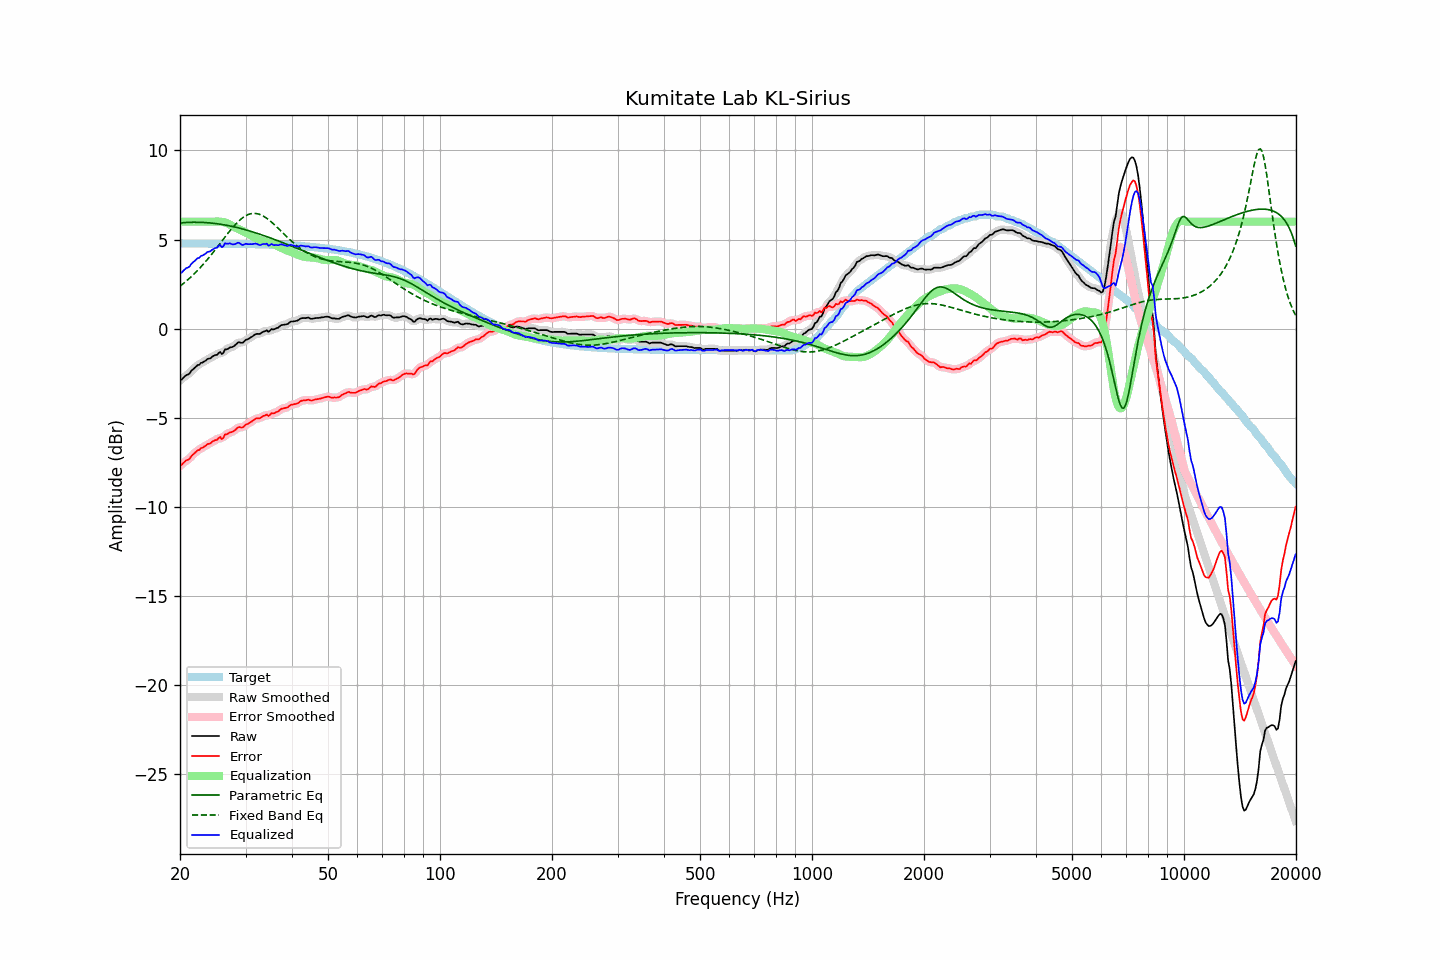 Kumitate Lab KL-Sirius
Amplitude (dBr)
10
5
0
−5
−10
−15
−20
−25
Target
Raw Smoothed
Error Smoothed
Raw
Error
Equalization
Parametric Eq
Fixed Band Eq
Equalized
20 50 100 200 500 1000 2000 5000 10000 20000
Frequency (Hz)